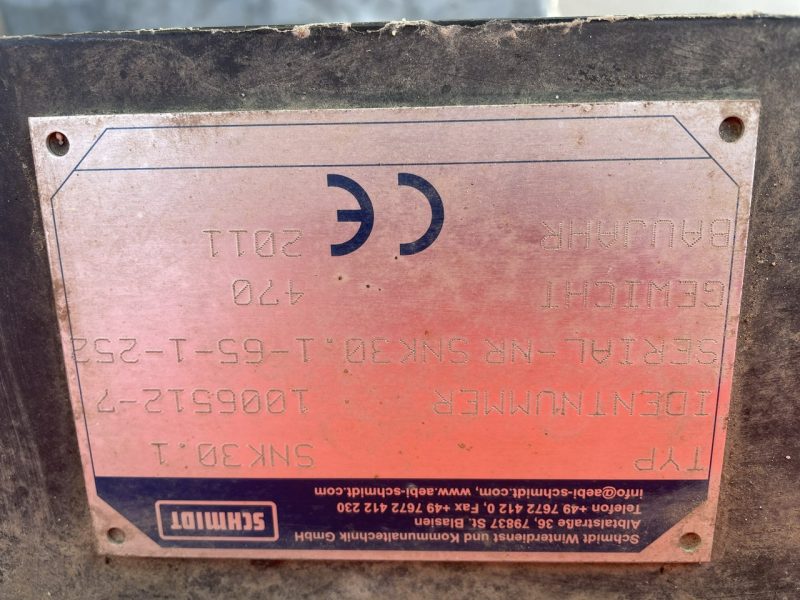 Schmidt Winterdienst und Kommunaltechnik GmbH
Albtalstraße 36, 79837 St. Blasien
Telefon +49 7672 412 0, Fax +49 7672 412 230
info@aebi-schmidt.com, www.aebi-schmidt.com
SCHMIDT
TYP SNK30.1
IDENTNUMMER 1006512-7
SERIAL-NR SNK30.1-65-1-252
GEWICHT 470
BAUJAHR 2011
CE